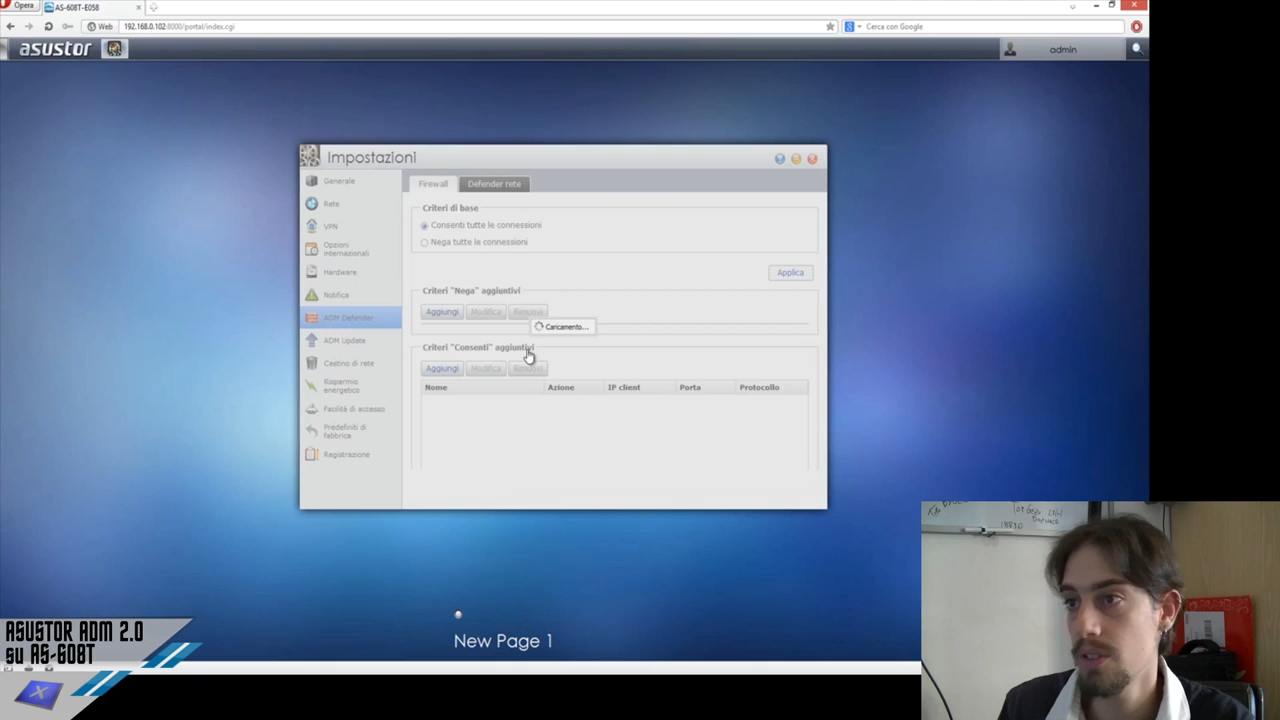 Opera
AS-608T-E058
Web
192.168.0.102:8000/portal/index.cgi
Cerca con Google
asustor
admin
Impostazioni
Generale
Rete
VPN
Opzioni
internazionali
Hardware
Notifica
ADM Defender
ADM Update
Cestino di rete
Risparmio
energetico
Facilità di accesso
Predefiniti di
fabbrica
Registrazione
Firewall
Defender rete
Criteri di base
Consenti tutte le connessioni
Nega tutte le connessioni
Applica
Criteri "Nega" aggiuntivi
Aggiungi
Modifica
Rimuovi
Caricamento...
Criteri "Consenti" aggiuntivi
Aggiungi
Modifica
Rimuovi
Nome
Azione
IP client
Porta
Protocollo
New Page 1
ASUSTOR ADM 2.0
su AS-608T
X